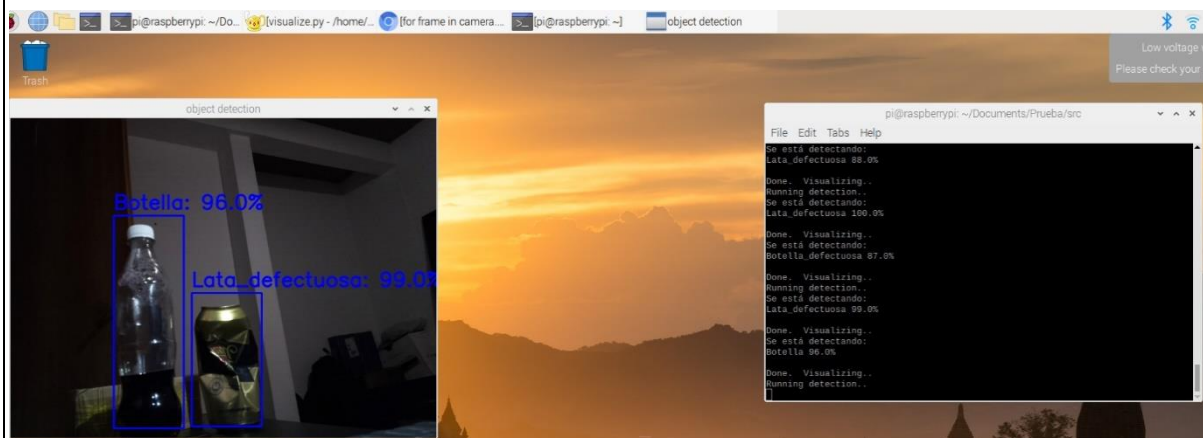 pi@raspberrypi: ~/Do... [visualize.py - /home/... [for frame in camera.... [pi@raspberrypi: ~] object detection
Trash
Low voltage
Please check your
object detection
Botella: 96.0%
Lata_defectuosa: 99.0%
pi@raspberrypi: ~/Documents/Prueba/src
File Edit Tabs Help
Se está detectando:
Lata_defectuosa 88.0%
Done. Visualizing..
Running detection..
Se está detectando:
Lata_defectuosa 100.0%
Done. Visualizing..
Se está detectando:
Botella_defectuosa 87.0%
Done. Visualizing..
Running detection..
Se está detectando:
Lata_defectuosa 99.0%
Done. Visualizing..
Se está detectando:
Botella 96.0%
Done. Visualizing..
Running detection..